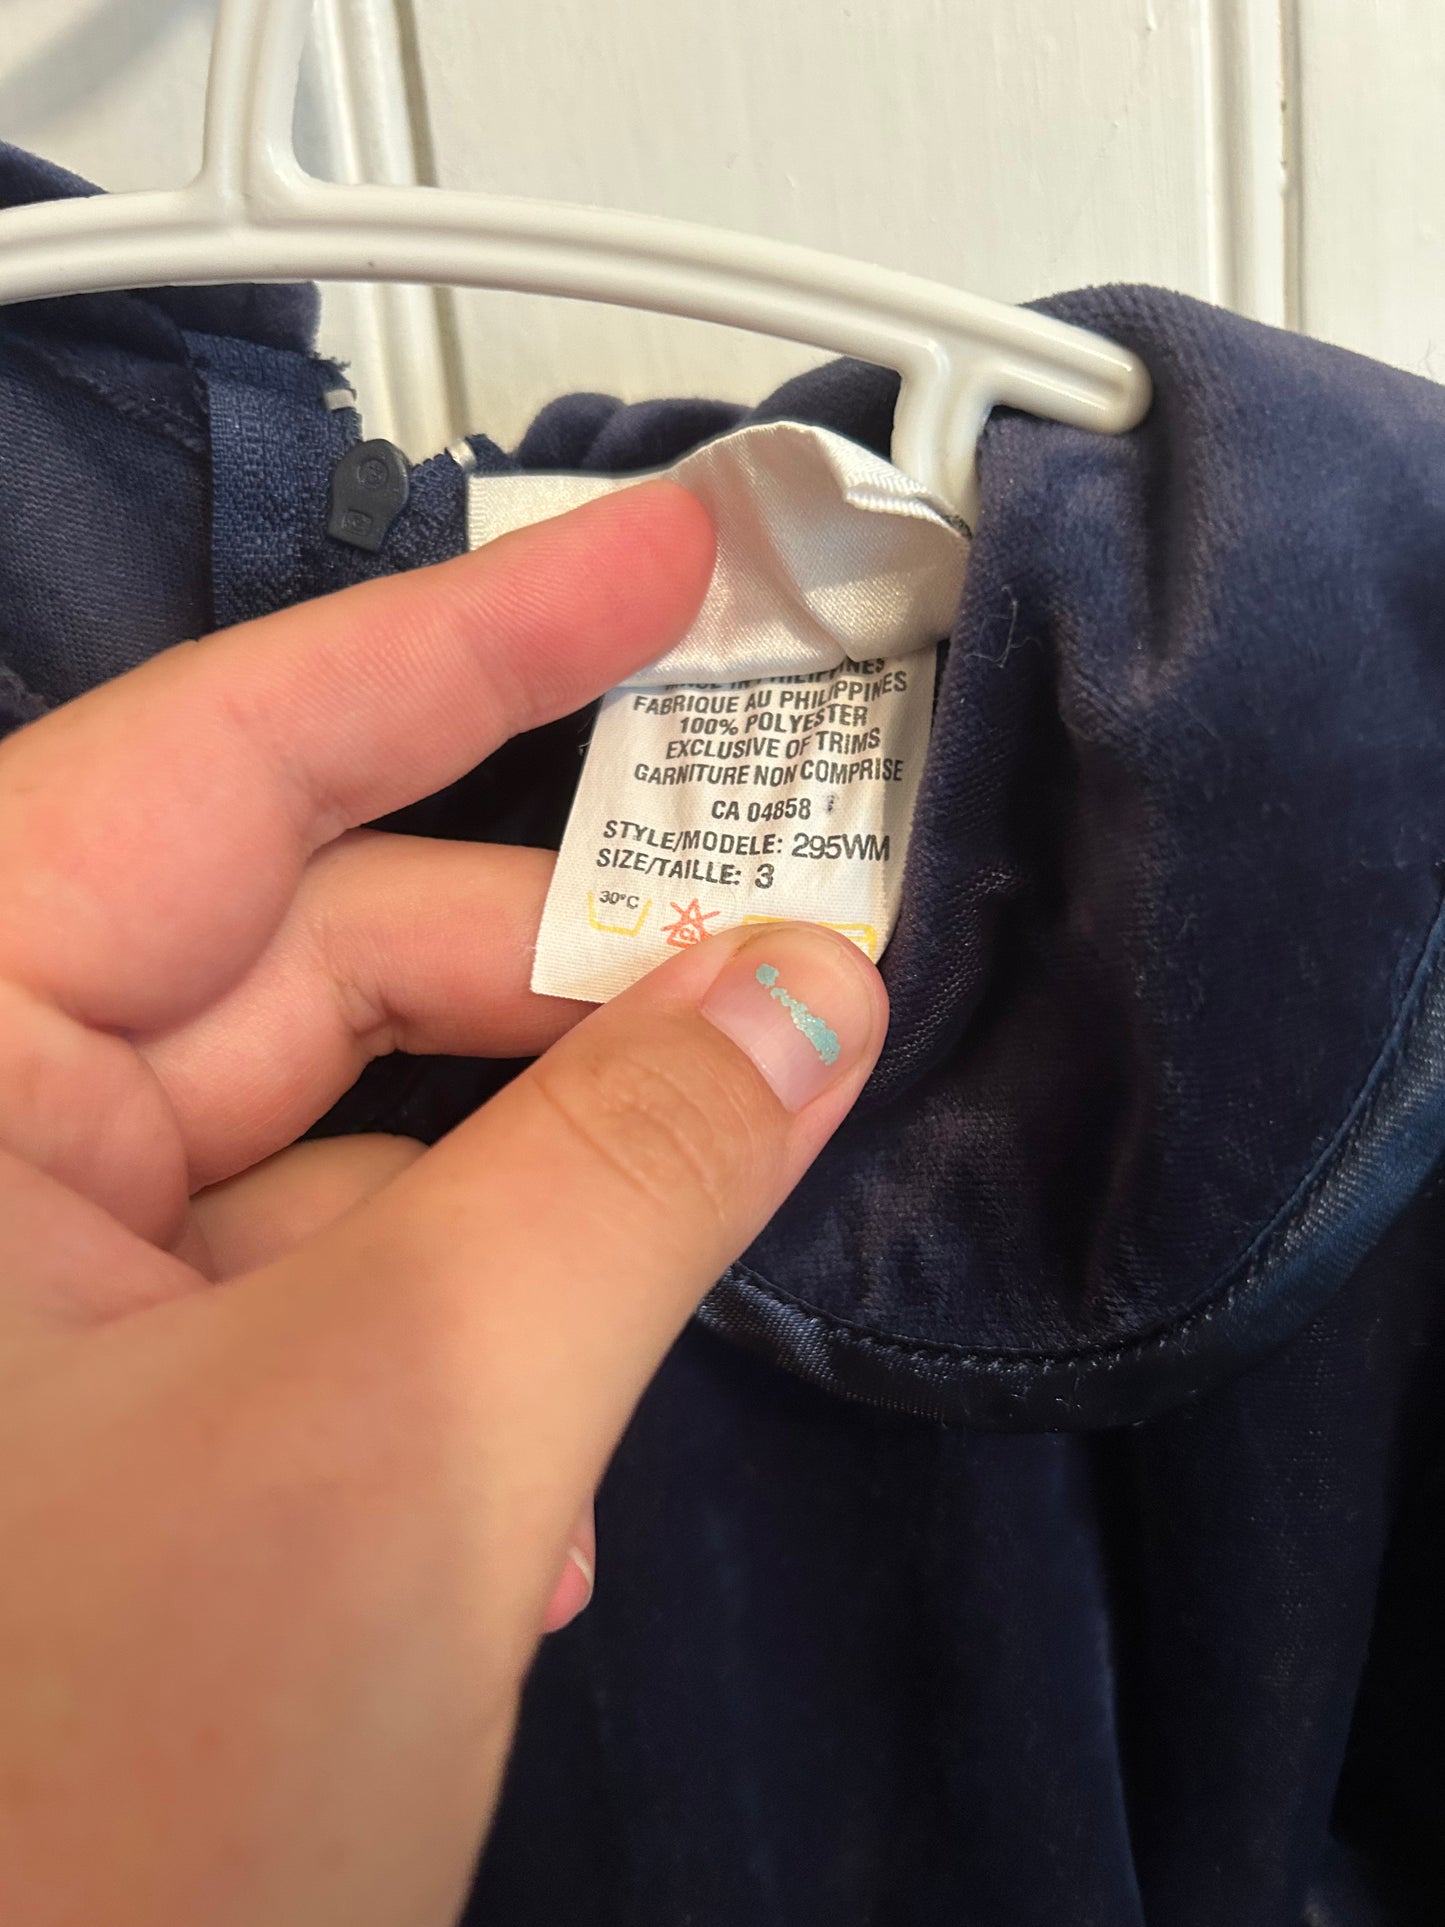 MADE IN PHILIPPINES
FABRIQUE AU PHILIPPINES
100% POLYESTER
EXCLUSIVE OF TRIMS
GARNITURE NON COMPRISE
CA 04858
STYLE/MODELE: 295WM
SIZE/TAILLE: 3
30°C
CL